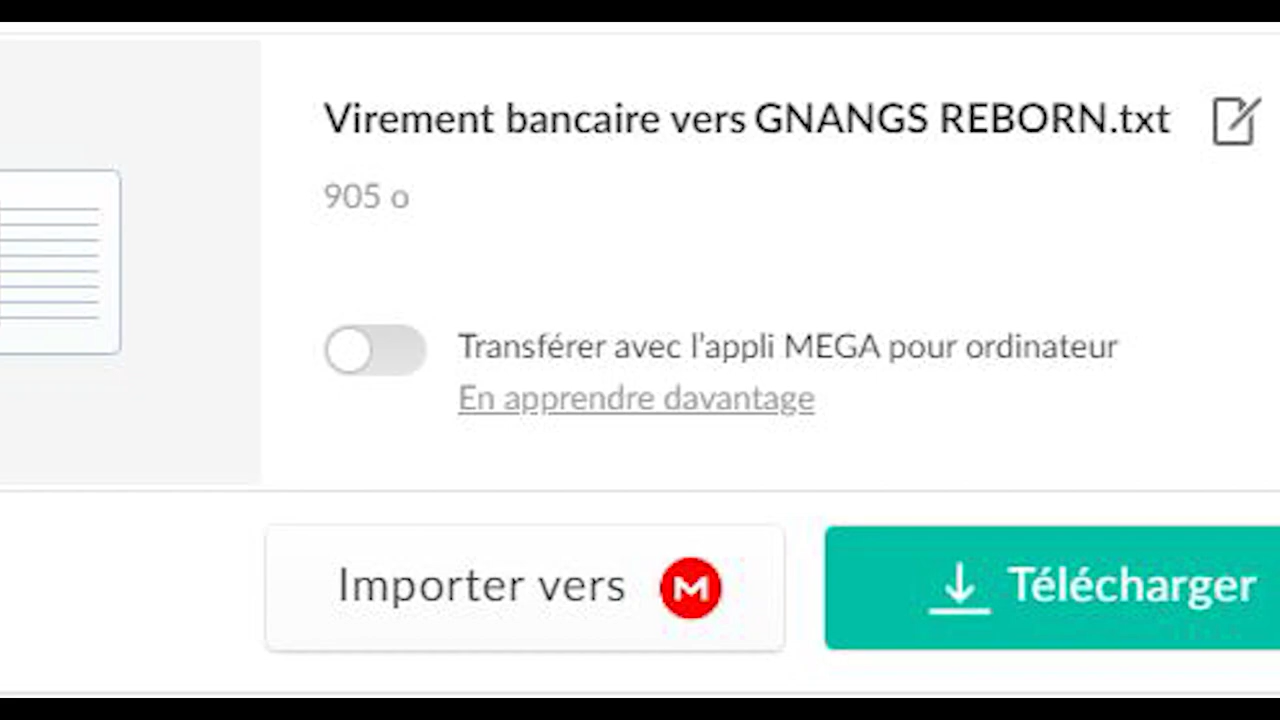 Virement bancaire vers GNANGS REBORN.txt
905 o
Transférer avec l'appli MEGA pour ordinateur
En apprendre davantage
Importer vers M
Télécharger